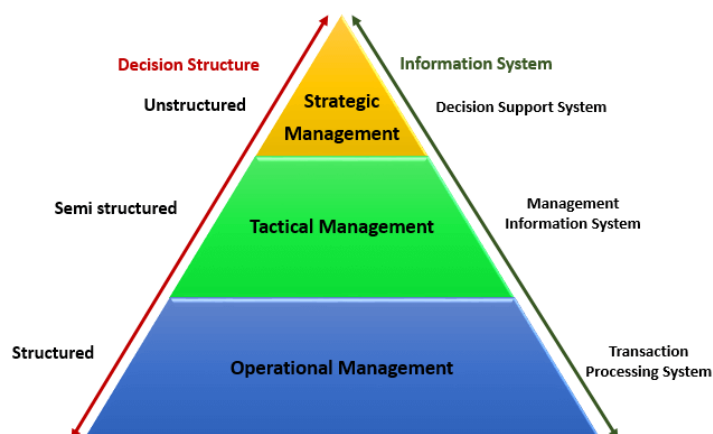 Decision Structure
Information System
Unstructured
Strategic
Management
Decision Support System
Semi structured
Tactical Management
Management
Information System
Structured
Operational Management
Transaction
Processing System